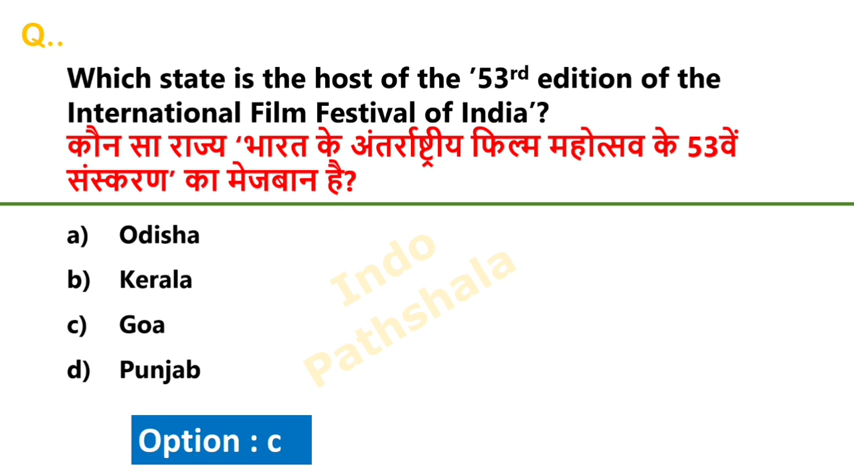 Q..
Which state is the host of the ’53rd edition of the
International Film Festival of India’?
कौन सा राज्य ‘भारत के अंतर्राष्ट्रीय फिल्म महोत्सव के 53वें
संस्करण’ का मेजबान है?
a) Odisha
b) Kerala
c) Goa
d) Punjab
Indo
Pathshala
Option : c